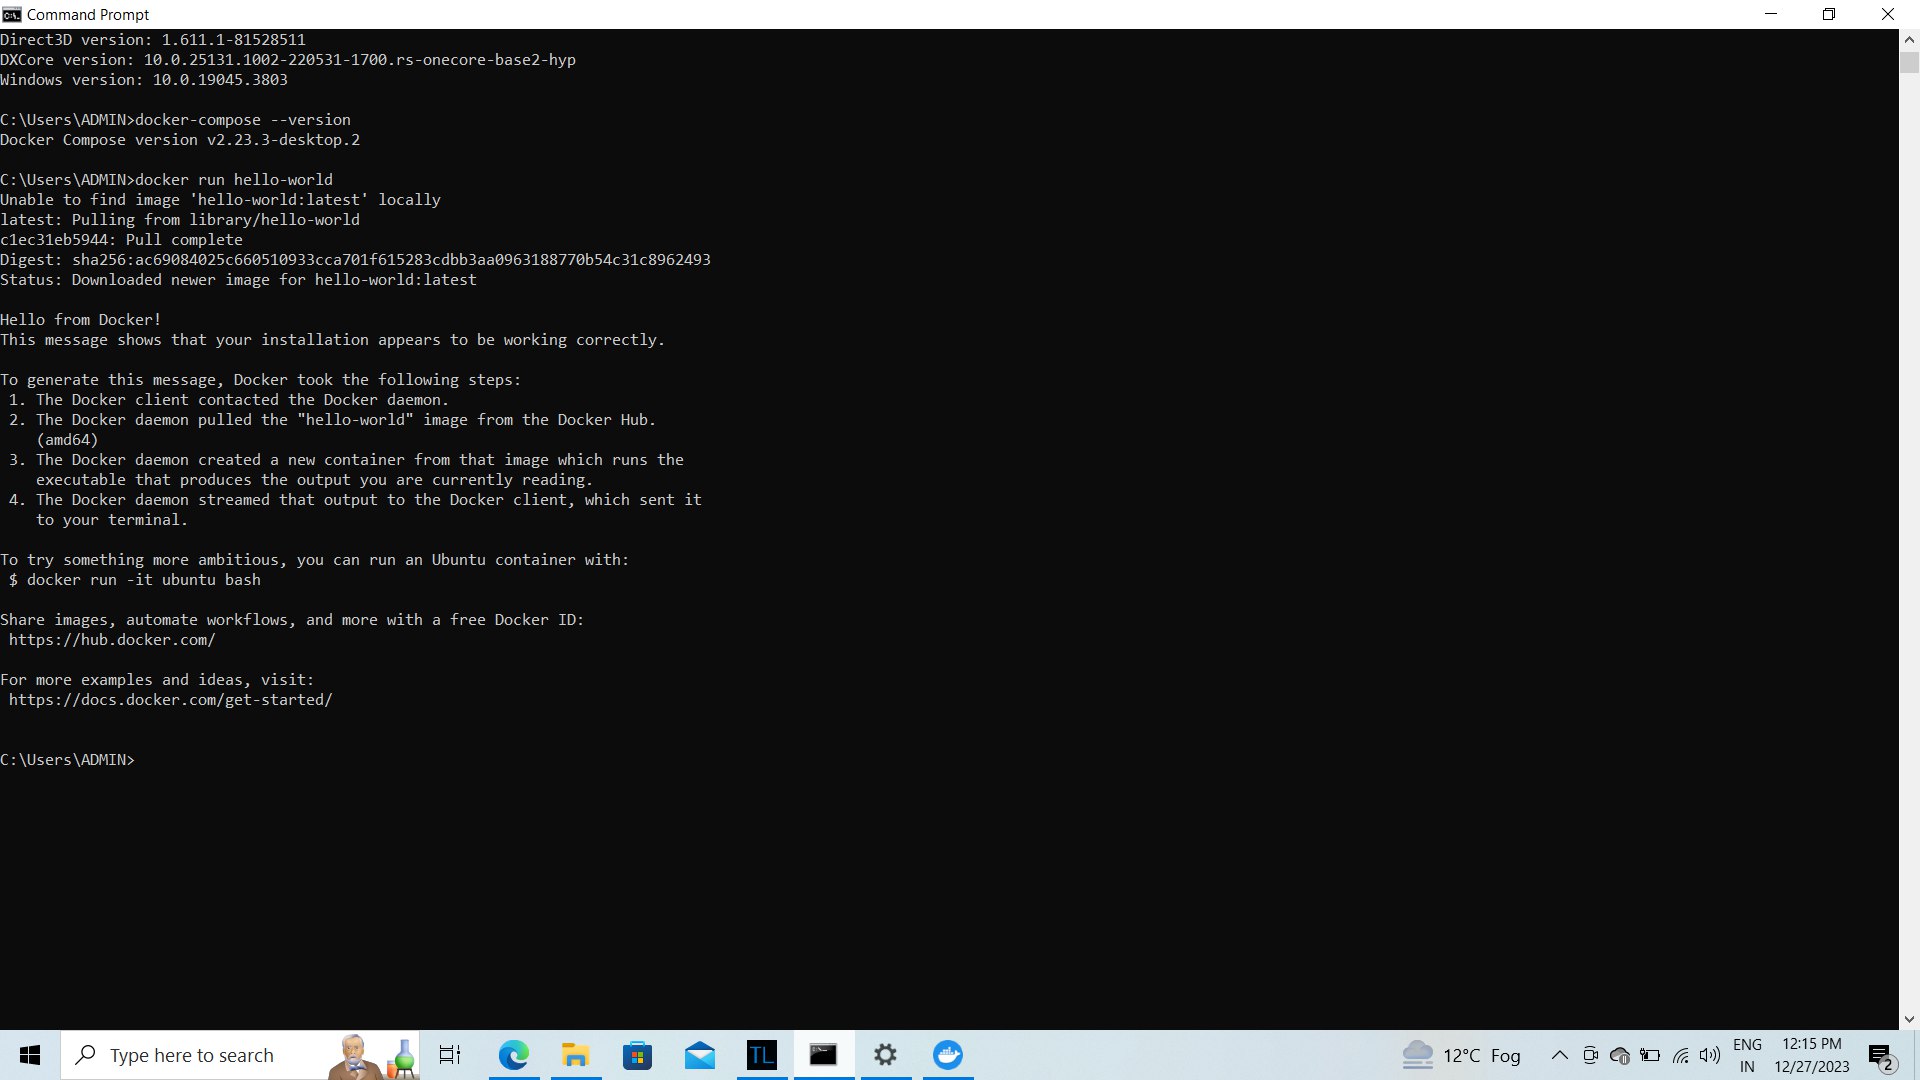 Command Prompt
Direct3D version: 1.611.1-81528511
DXCore version: 10.0.25131.1002-220531-1700.rs-onecore-base2-hyp
Windows version: 10.0.19045.3803
C:\Users\ADMIN>docker-compose --version
Docker Compose version v2.23.3-desktop.2
C:\Users\ADMIN>docker run hello-world
Unable to find image 'hello-world:latest' locally
latest: Pulling from library/hello-world
c1ec31eb5944: Pull complete
Digest: sha256:ac69084025c660510933cca701f615283cdbb3aa0963188770b54c31c8962493
Status: Downloaded newer image for hello-world:latest
Hello from Docker!
This message shows that your installation appears to be working correctly.
To generate this message, Docker took the following steps:
1. The Docker client contacted the Docker daemon.
2. The Docker daemon pulled the "hello-world" image from the Docker Hub.
(amd64)
3. The Docker daemon created a new container from that image which runs the
executable that produces the output you are currently reading.
4. The Docker daemon streamed that output to the Docker client, which sent it
to your terminal.
To try something more ambitious, you can run an Ubuntu container with:
$ docker run -it ubuntu bash
Share images, automate workflows, and more with a free Docker ID:
https://hub.docker.com/
For more examples and ideas, visit:
https://docs.docker.com/get-started/
C:\Users\ADMIN>
Type here to search
TL
12°C Fog
ENG
IN
12:15 PM
12/27/2023
2